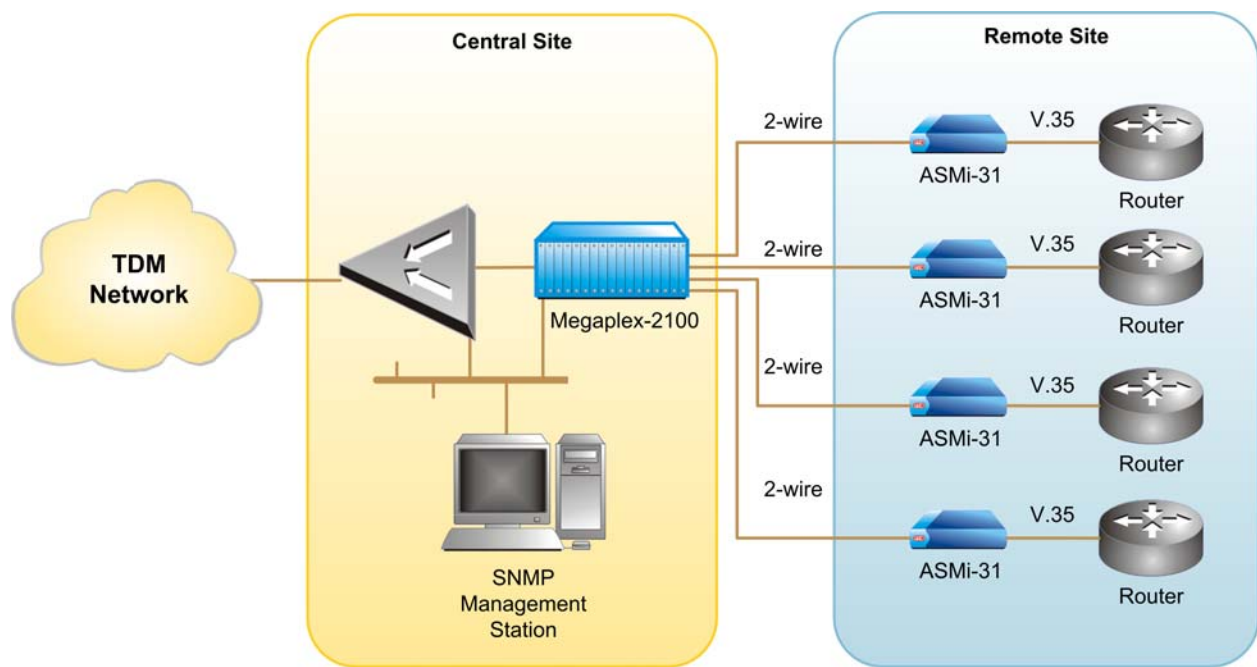 Central Site
Remote Site
TDM
Network
Megaplex-2100
SNMP
Management
Station
2-wire
ASMi-31
V.35
Router
2-wire
ASMi-31
V.35
Router
2-wire
ASMi-31
V.35
Router
2-wire
ASMi-31
V.35
Router